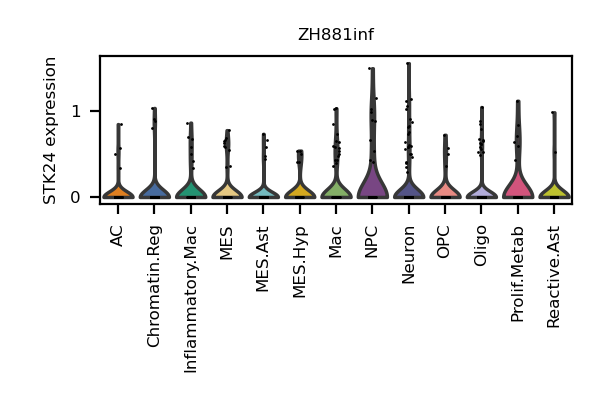 ZH881inf
STK24 expression
1
0
AC
Chromatin.Reg
Inflammatory.Mac
MES
MES.Ast
MES.Hyp
Mac
NPC
Neuron
OPC
Oligo
Prolif.Metab
Reactive.Ast